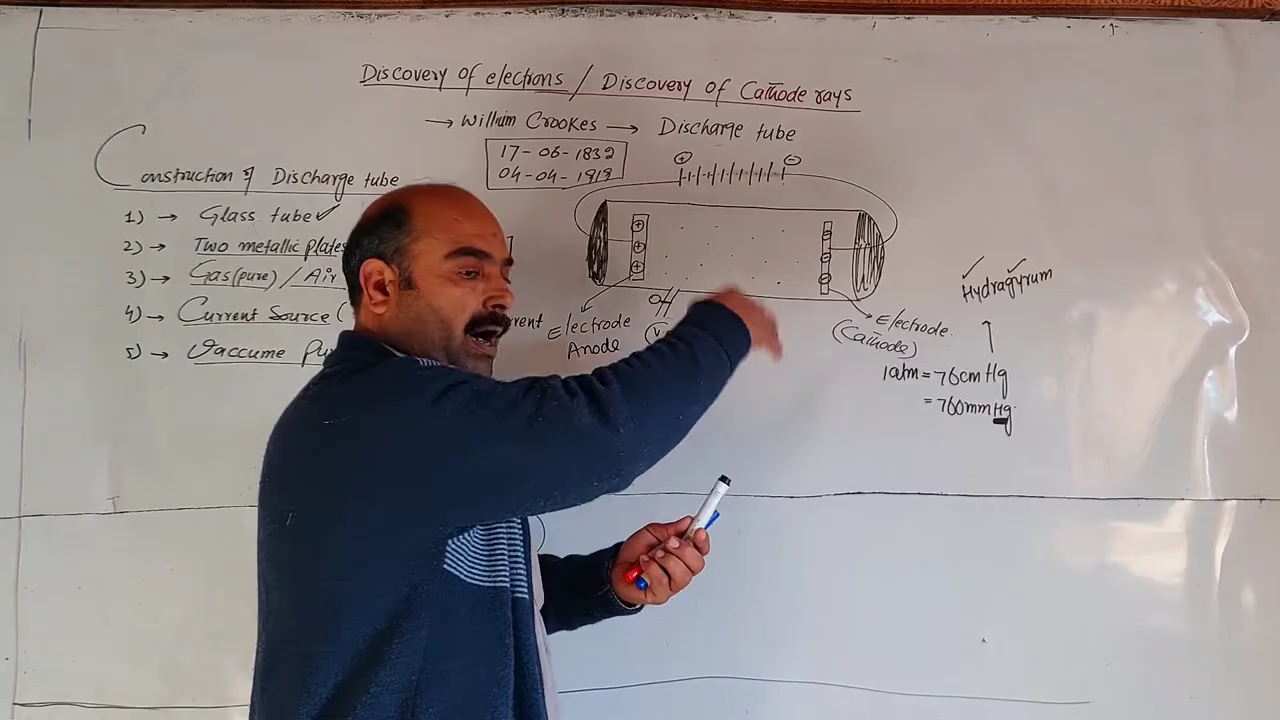 Discovery of electrons / Discovery of Cathode rays
→ William Crookes → Discharge tube
17-06-1832
04-04-1919
Construction of Discharge tube
1) → Glass tube ✓
2) → Two metallic plates
3) → Gas (pure) / Air
4) → Current Source (
5) → Vaccume Pu
+ -
+
+
+
-
-
-
Electrode
Anode
Electrode.
(Cathode)
Hydragyrum
1atm = 76cm Hg
= 760mm Hg.